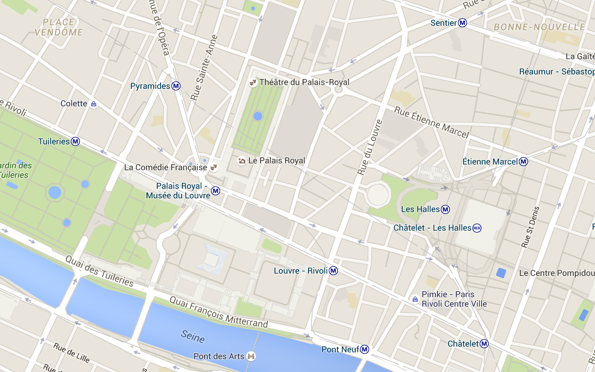 Sentier
Rue
PLACE
VENDÔME
BONNE-NOUVELLE
nue de l'Opéra
Rue Sainte-Anne
La Gaîté
Réaumur - Sébastop
Théâtre du Palais-Royal
Pyramides
Colette
Rivoli
Rue Étienne Marcel
Rue du Louvre
Tuileries
Étienne Marcel
Le Palais Royal
La Comédie Française
rdin des
Tuileries
Palais Royal -
Musée du Louvre
Les Halles
Rue St Denis
Châtelet - Les Halles
Quai des Tuileries
Louvre - Rivoli
Le Centre Pompidou
Pimkie - Paris
Rivoli Centre Ville
Quai François Mitterrand
Seine
Rue de Lille
Pont des Arts
Pont Neuf
Châtelet